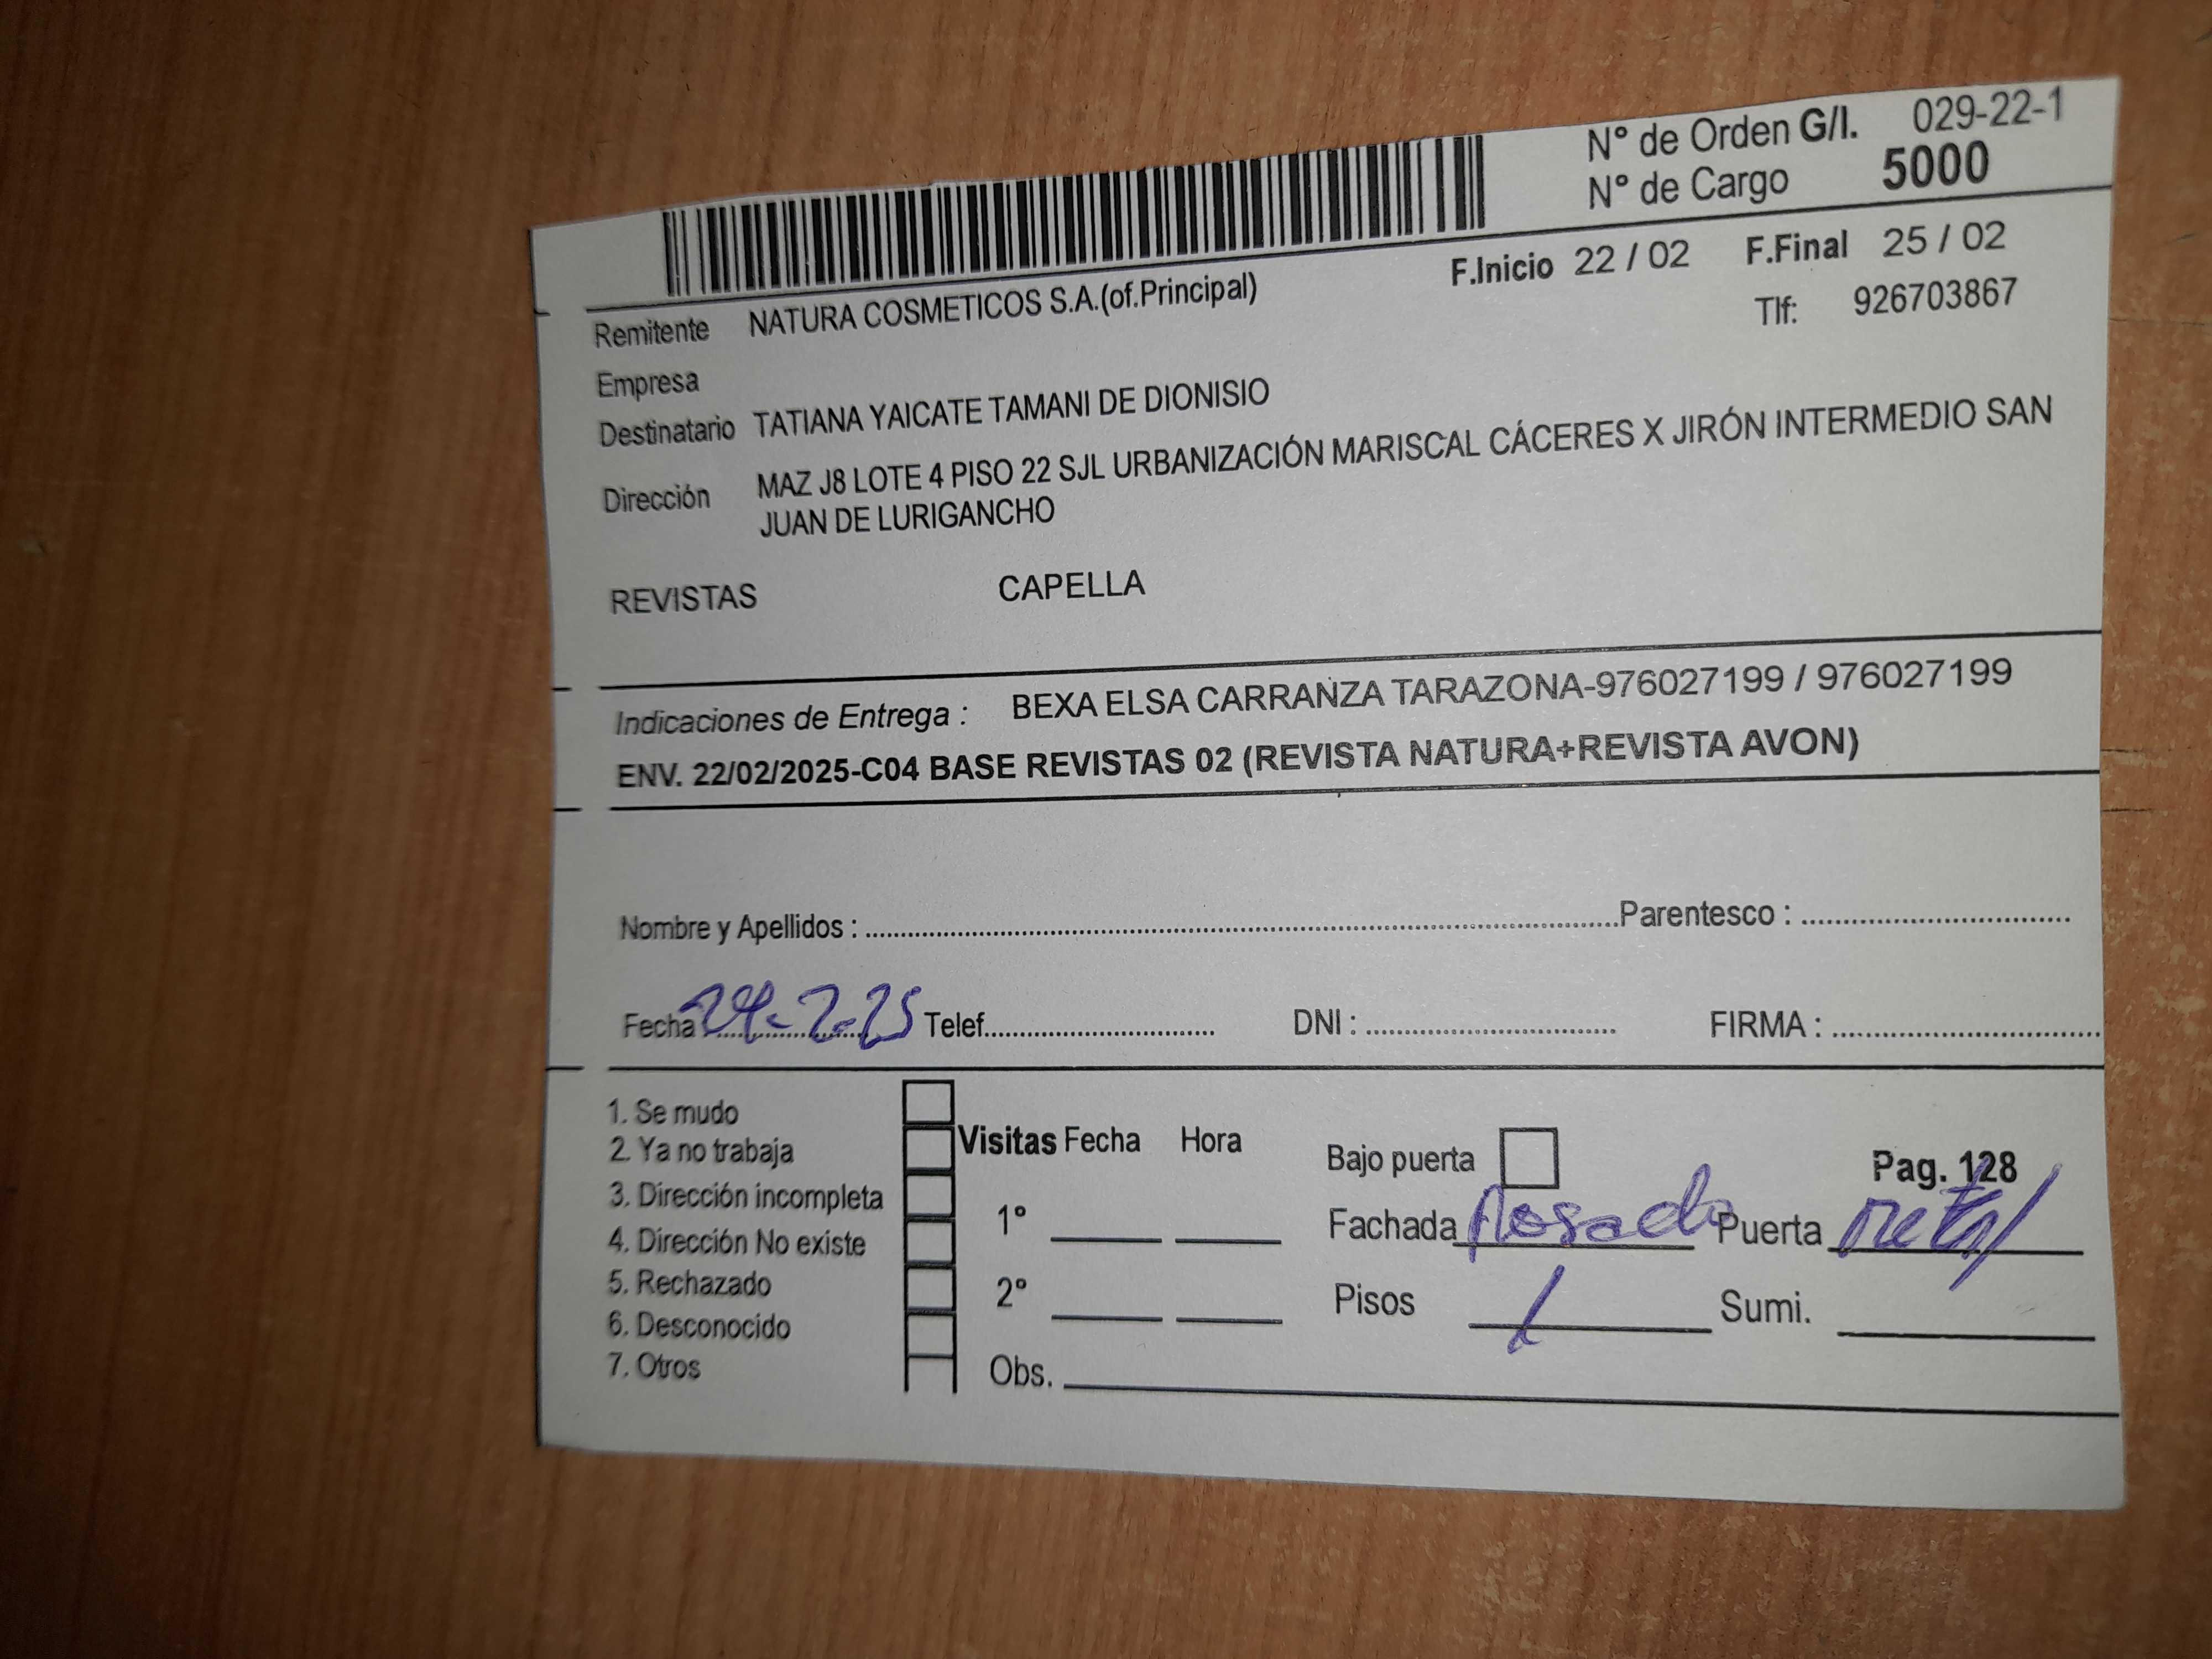 N° de Orden G/I. 029-22-1
N° de Cargo 5000
F.Inicio 22 / 02 F.Final 25 / 02
Remitente NATURA COSMETICOS S.A.(of.Principal) Tlf: 926703867
Empresa
Destinatario TATIANA YAICATE TAMANI DE DIONISIO
Dirección MAZ J8 LOTE 4 PISO 22 SJL URBANIZACIÓN MARISCAL CÁCERES X JIRÓN INTERMEDIO SAN
JUAN DE LURIGANCHO
REVISTAS CAPELLA
Indicaciones de Entrega : BEXA ELSA CARRANZA TARAZONA-976027199 / 976027199
ENV. 22/02/2025-C04 BASE REVISTAS 02 (REVISTA NATURA+REVISTA AVON)
Nombre y Apellidos : Parentesco :
Fecha 24-2-25 Telef. DNI : FIRMA :
1. Se mudo
2. Ya no trabaja Visitas Fecha Hora Bajo puerta Pag. 128
3. Dirección incompleta
4. Dirección No existe 1° Fachada Rosado Puerta metal
5. Rechazado
6. Desconocido 2° Pisos 1 Sumi.
7. Otros Obs.